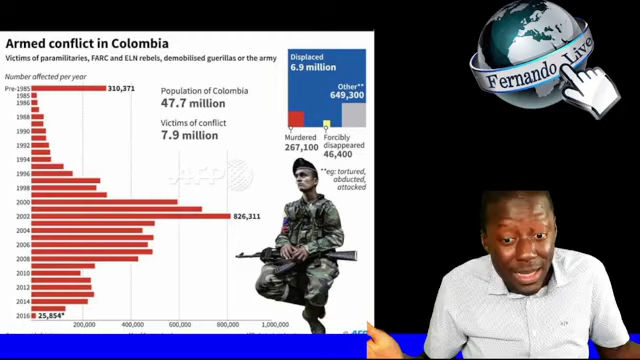 Armed conflict in Colombia
Victims of paramilitaries, FARC and ELN rebels, demobilised guerillas or the army
Number affected per year
Pre-1985
310,371
1985
1986
1988
1990
1992
1994
1996
1998
2000
2002
826,311
2004
2006
2008
2010
2012
2014
2016
25,854*
200,000
400,000
600,000
800,000
1,000,000
Population of Colombia
47.7 million
Victims of conflict
7.9 million
AFP
Displaced
6.9 million
Other**
649,300
Murdered
267,100
Forcibly
disappeared
46,400
**eg: tortured,
abducted,
attacked
AFP
Fernando Live